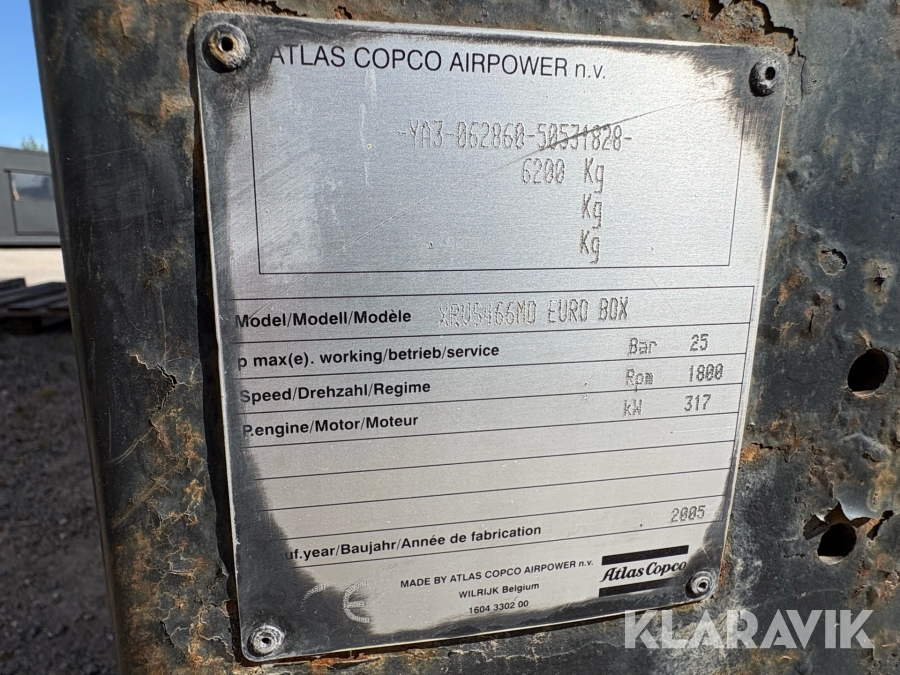 ATLAS COPCO AIRPOWER n.v.
-YA3-062860-50531828-
6200 Kg
Kg
Kg
Model/Modell/Modèle XRVS466MD EURO BOX
p max(e). working/betrieb/service Bar 25
Speed/Drehzahl/Regime Rpm 1800
P.engine/Motor/Moteur kW 317
uf.year/Baujahr/Année de fabrication 2005
CE
MADE BY ATLAS COPCO AIRPOWER n.v.
WILRIJK Belgium
1604 3302 00
Atlas Copco
KLARAVIK